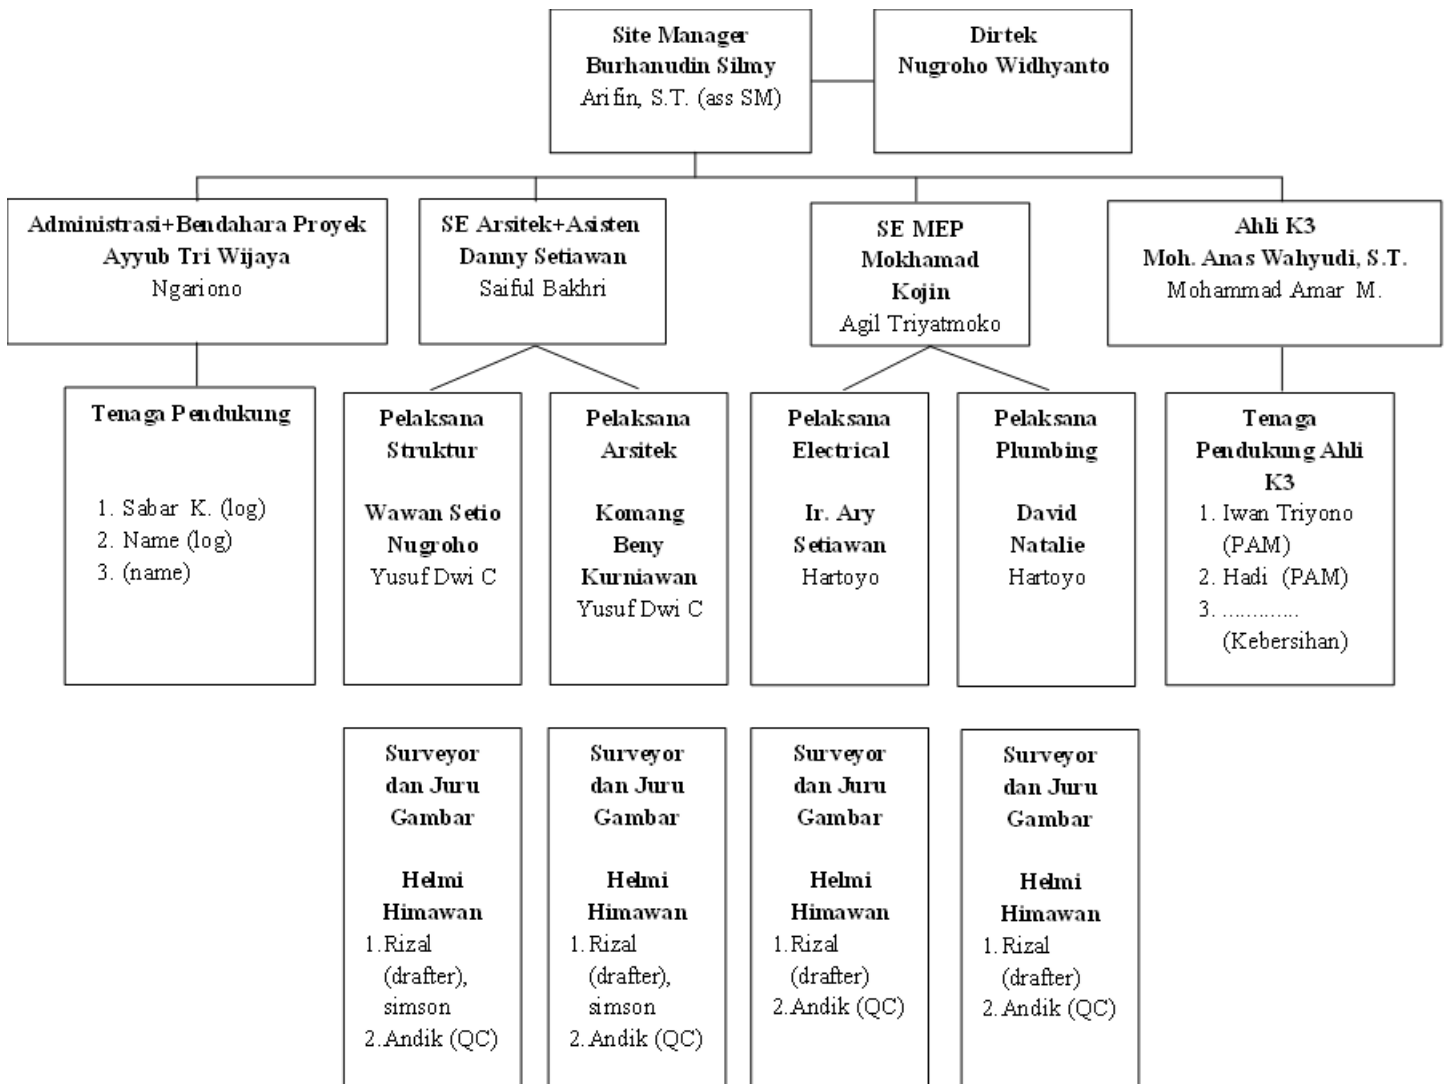 Site Manager
Burhanudin Silmy
Arifin, S.T. (ass SM)
Dirtek
Nugroho Widhyanto
Administrasi+Bendahara Proyek
Ayyub Tri Wijaya
Ngariono
SE Arsitek+Asisten
Danny Setiawan
Saiful Bakhri
SE MEP
Mokhamad
Kojin
Agil Triyatmoko
Ahli K3
Moh. Anas Wahyudi, S.T.
Mohammad Amar M.
Tenaga Pendukung
1. Sabar K. (log)
2. Name (log)
3. (name)
Pelaksana
Struktur
Wawan Setio
Nugroho
Yusuf Dwi C
Pelaksana
Arsitek
Komang
Beny
Kurniawan
Yusuf Dwi C
Pelaksana
Electrical
Ir. Ary
Setiawan
Hartoyo
Pelaksana
Plumbing
David
Natalie
Hartoyo
Tenaga
Pendukung Ahli
K3
1. Iwan Triyono
(PAM)
2. Hadi (PAM)
3. .............
(Kebersihan)
Surveyor
dan Juru
Gambar
Helmi
Himawan
1. Rizal
(drafter),
simson
2. Andik (QC)
Surveyor
dan Juru
Gambar
Helmi
Himawan
1. Rizal
(drafter),
simson
2. Andik (QC)
Surveyor
dan Juru
Gambar
Helmi
Himawan
1. Rizal
(drafter)
2. Andik (QC)
Surveyor
dan Juru
Gambar
Helmi
Himawan
1. Rizal
(drafter)
2. Andik (QC)